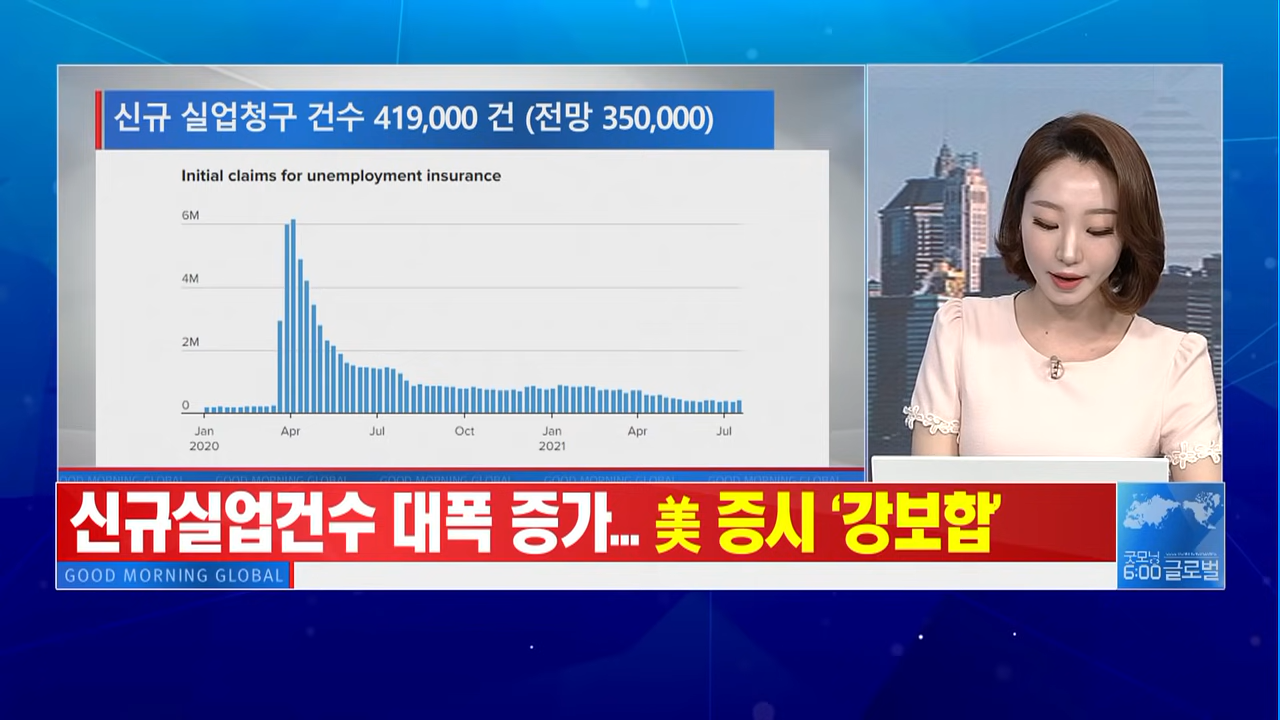 신규 실업청구 건수 419,000 건 (전망 350,000)
Initial claims for unemployment insurance
6M
4M
2M
0
Jan Apr Jul Oct Jan Apr Jul
2020 2021
신규실업건수 대폭 증가... 美 증시 ‘강보합’
GOOD MORNING GLOBAL
굿모닝
6:00 글로벌